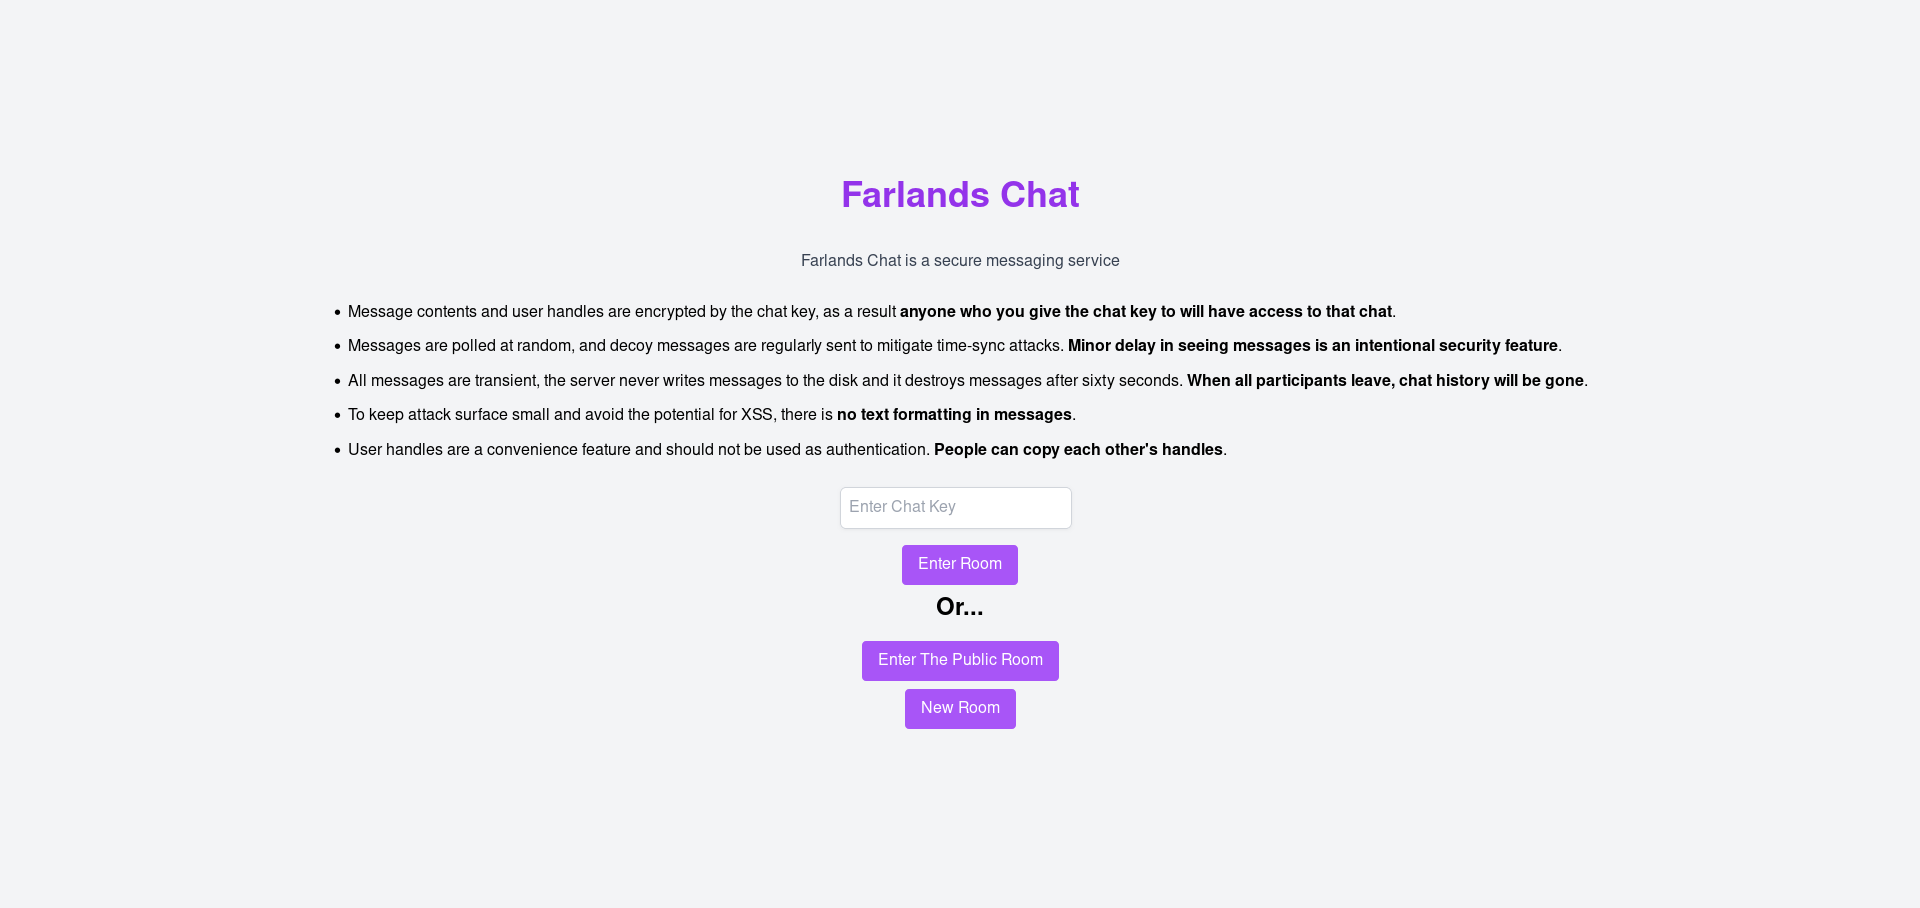 Farlands Chat
Farlands Chat is a secure messaging service
• Message contents and user handles are encrypted by the chat key, as a result anyone who you give the chat key to will have access to that chat.
• Messages are polled at random, and decoy messages are regularly sent to mitigate time-sync attacks. Minor delay in seeing messages is an intentional security feature.
• All messages are transient, the server never writes messages to the disk and it destroys messages after sixty seconds. When all participants leave, chat history will be gone.
• To keep attack surface small and avoid the potential for XSS, there is no text formatting in messages.
• User handles are a convenience feature and should not be used as authentication. People can copy each other's handles.
Enter Chat Key
Enter Room
Or...
Enter The Public Room
New Room